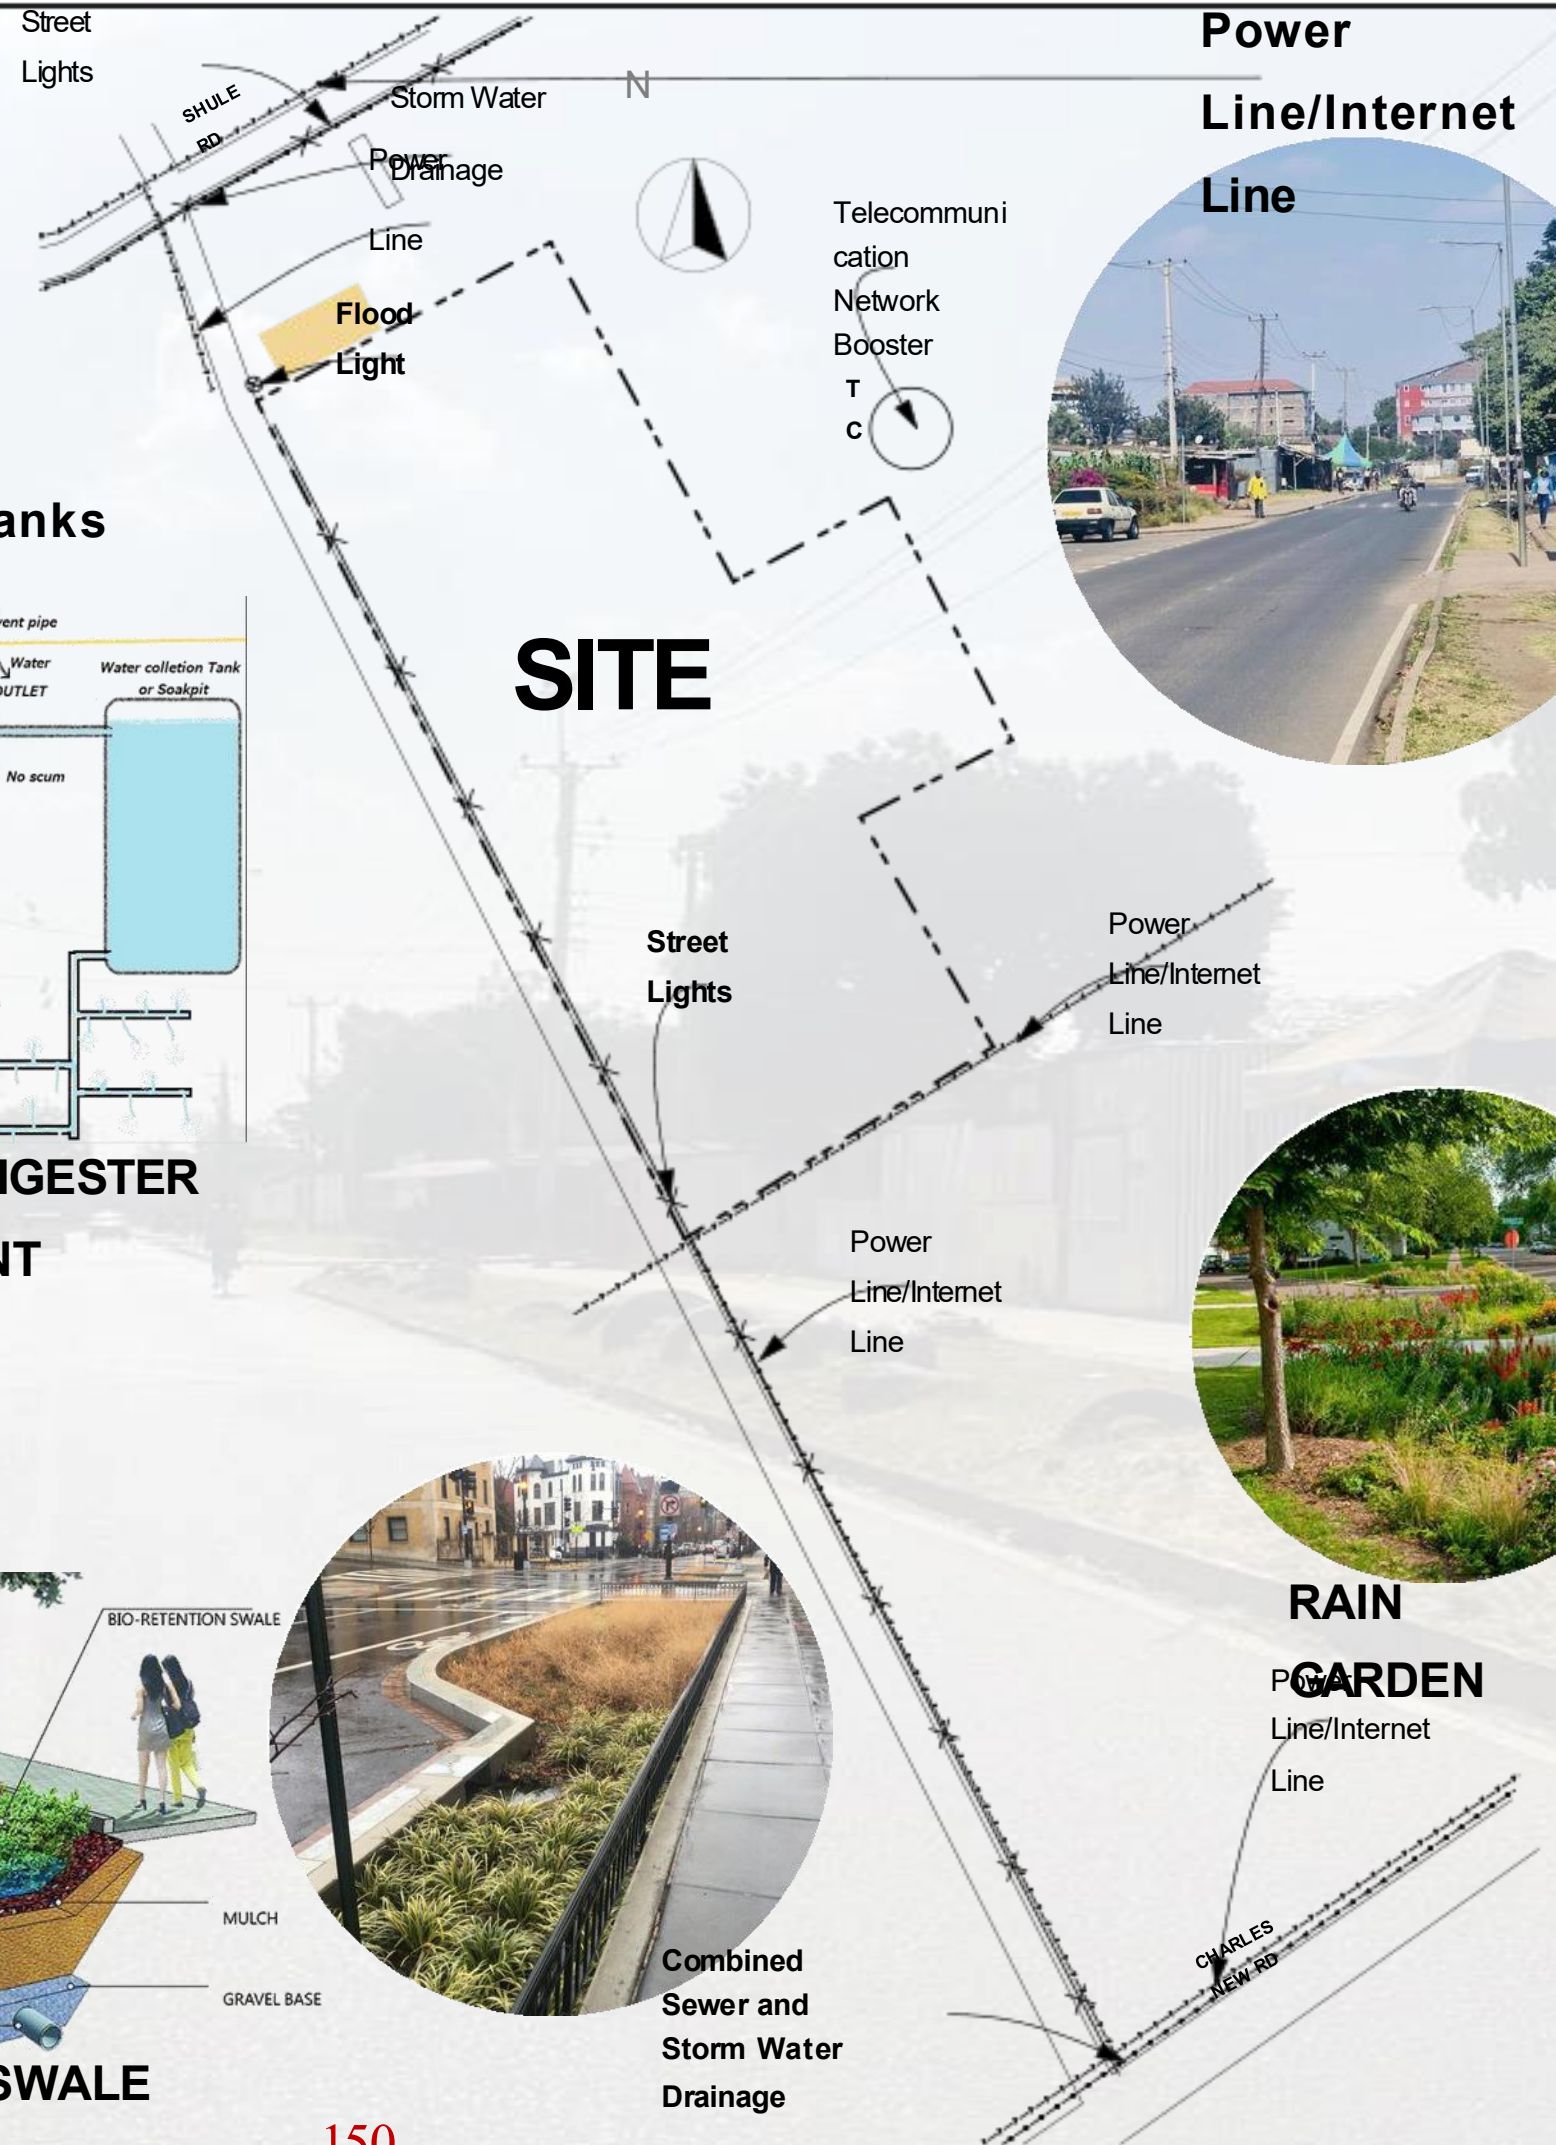 Street
Lights
Power
Line/Internet
Line
SHULE
RD
Storm Water
Drainage
N
Power
Line
Telecommuni
cation
Network
Booster
T
C
Flood
Light
anks
SITE
ent pipe
Water
OUTLET
Water colletion Tank
or Soakpit
No scum
Street
Lights
Power
Line/Internet
Line
IGESTER
NT
Power
Line/Internet
Line
BIO-RETENTION SWALE
RAIN
GARDEN
Power
Line/Internet
Line
MULCH
GRAVEL BASE
CHARLES
NEW RD
Combined
Sewer and
Storm Water
Drainage
SWALE
150